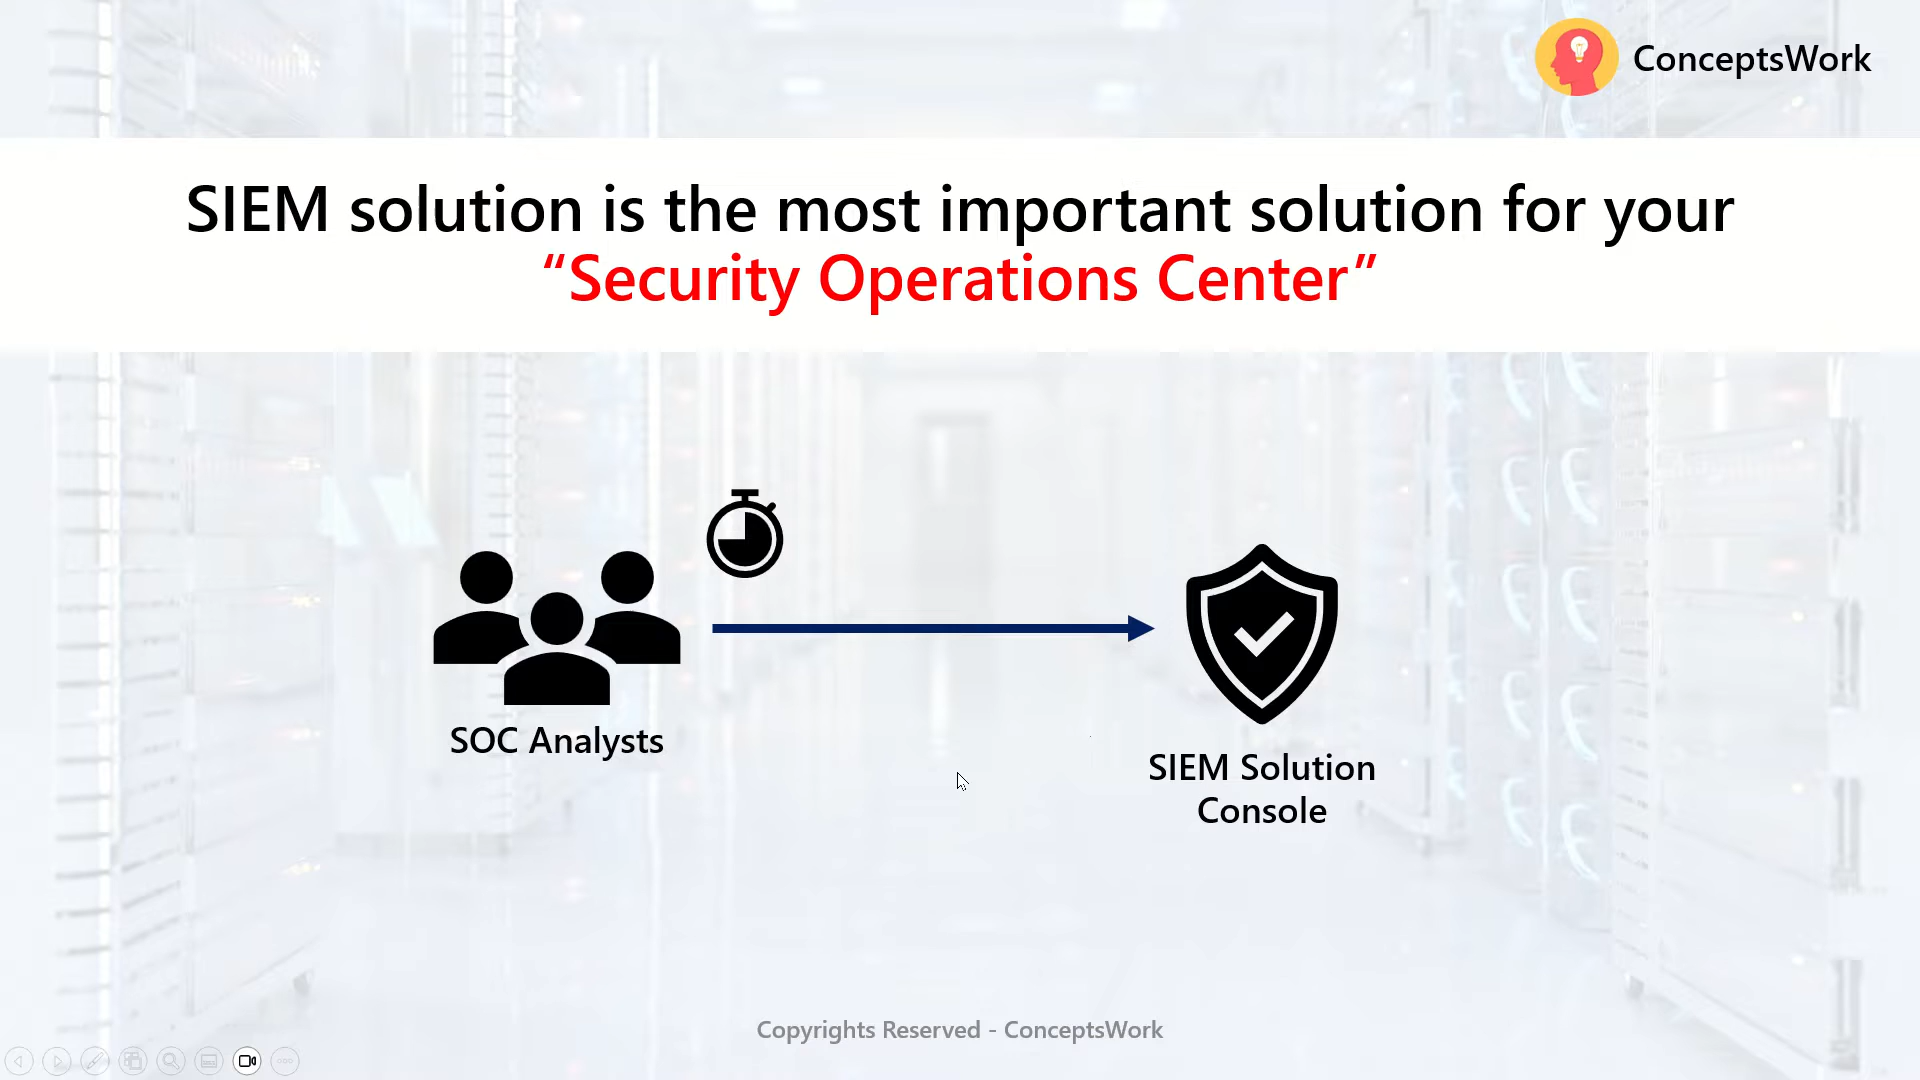 ConceptsWork
SIEM solution is the most important solution for your
“Security Operations Center”
SOC Analysts
SIEM Solution
Console
Copyrights Reserved - ConceptsWork